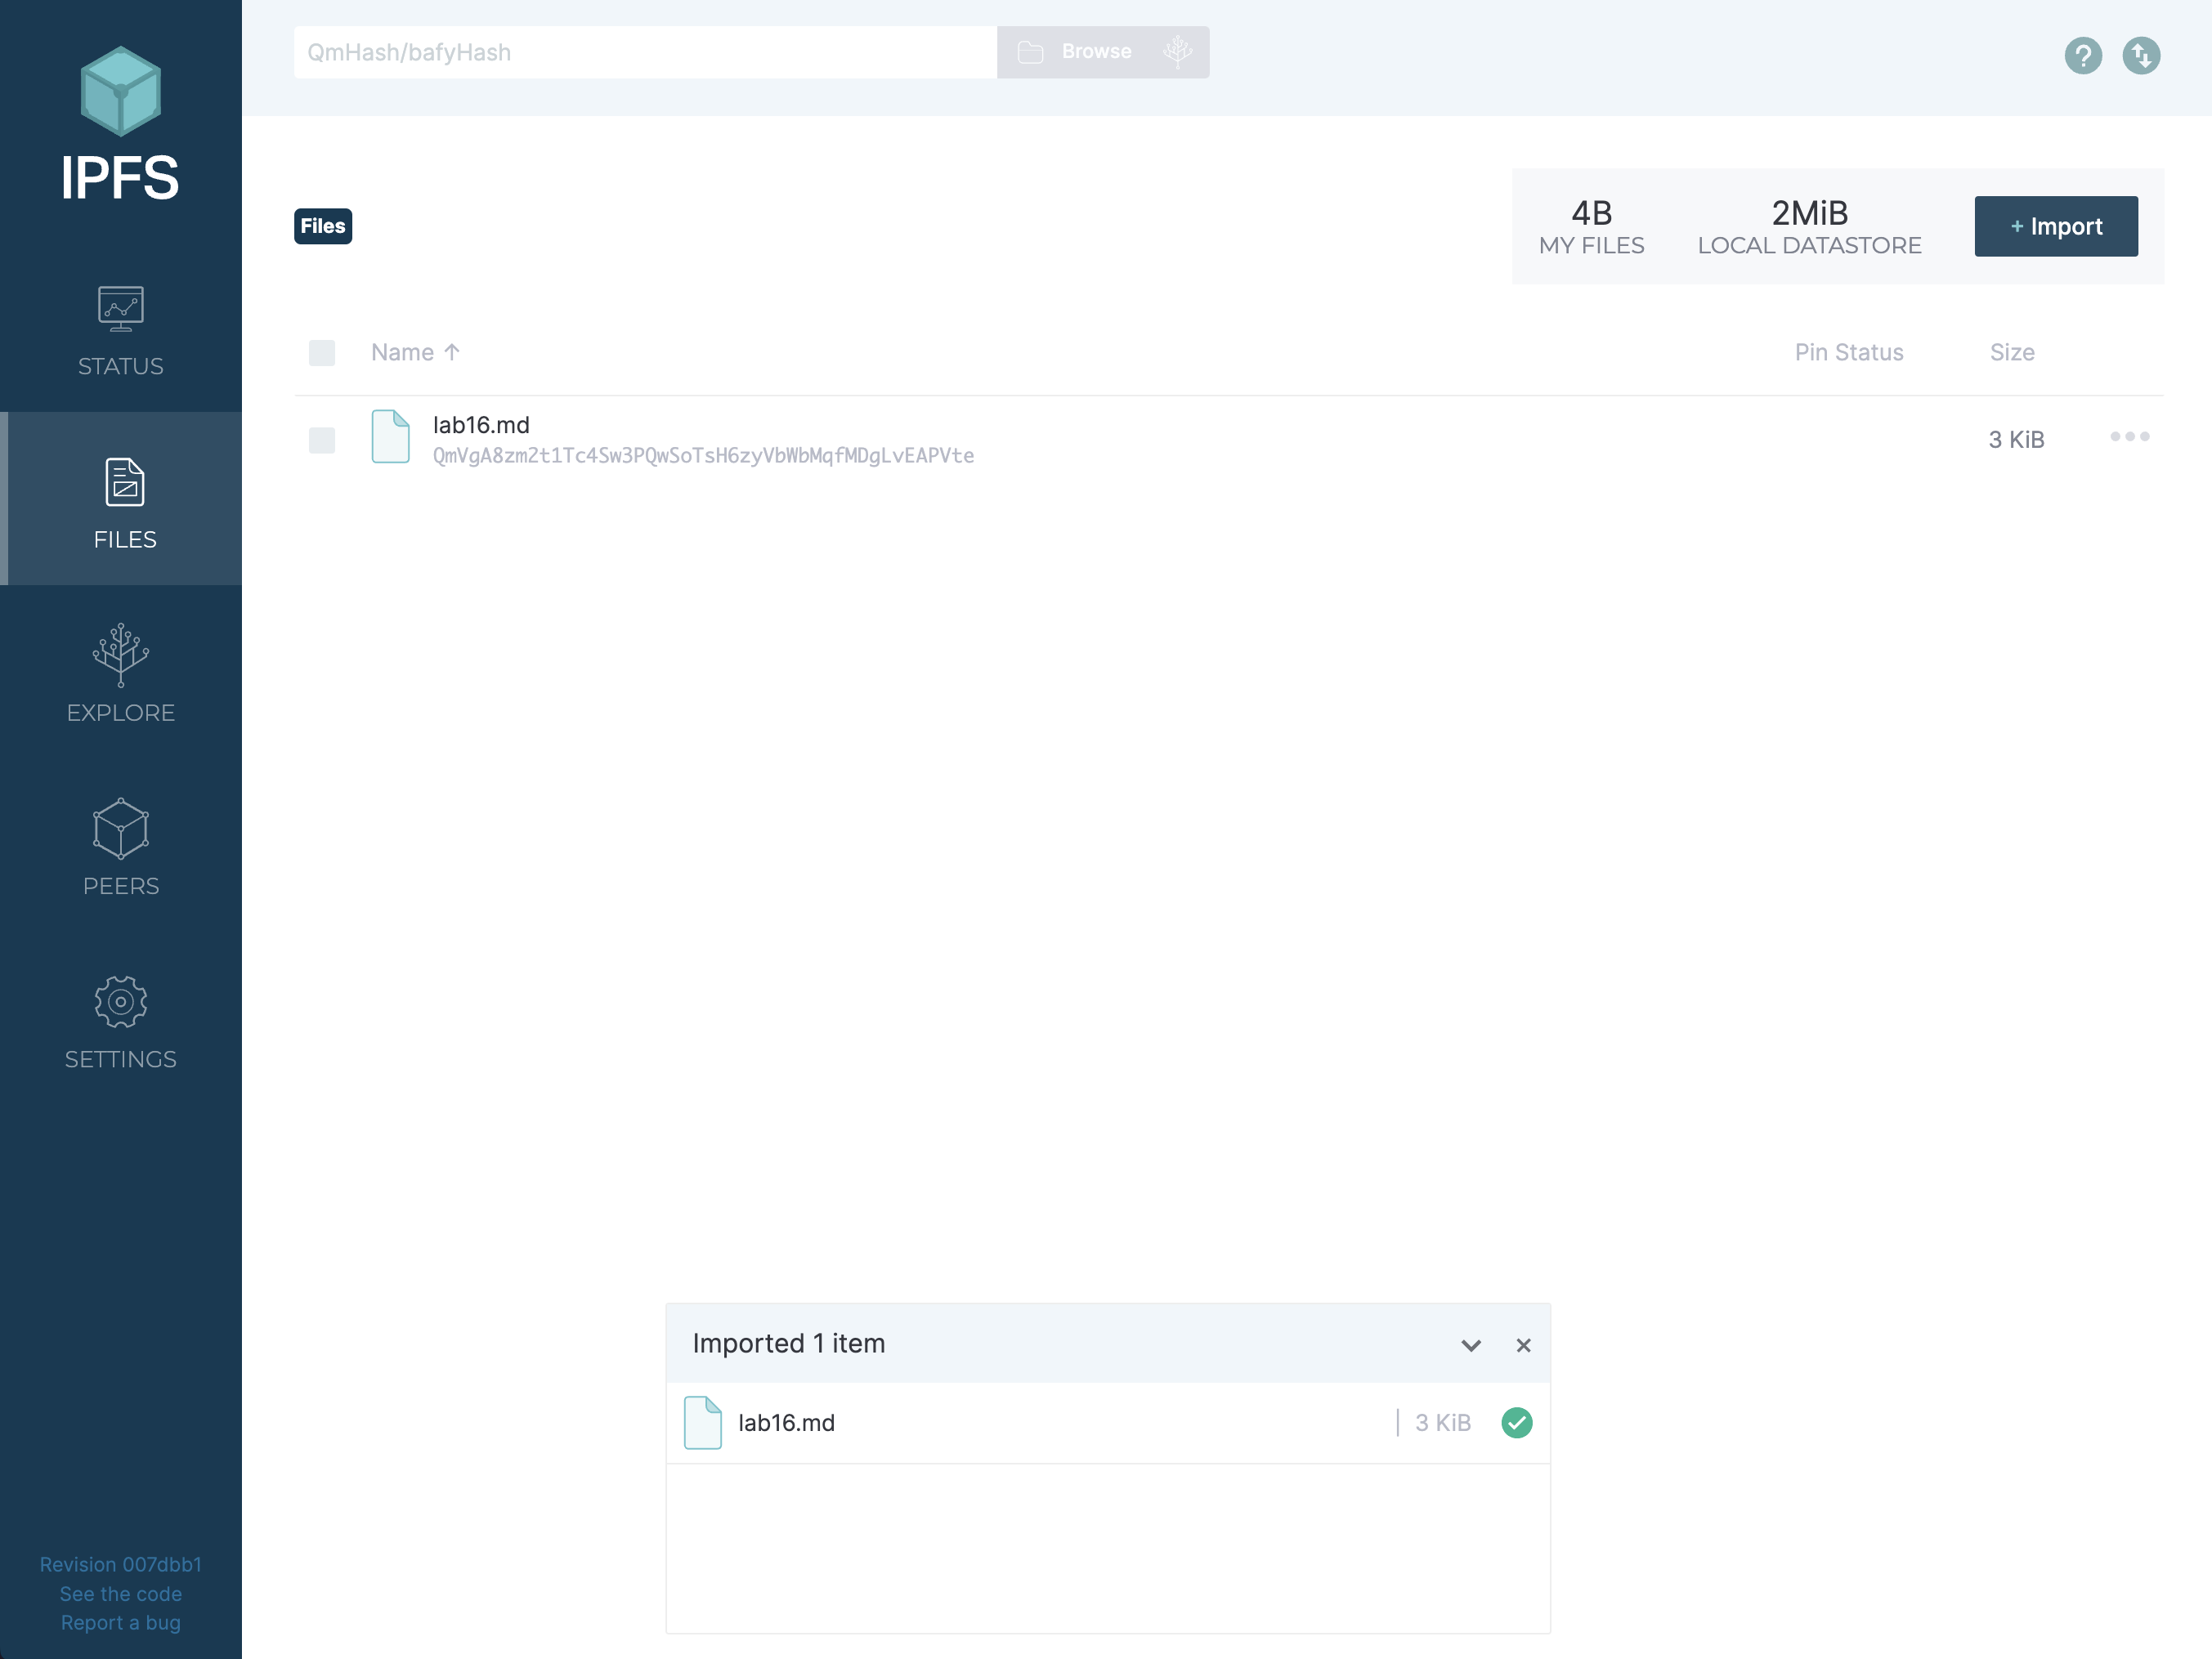 QmHash/bafyHash
Browse
IPFS
STATUS
FILES
EXPLORE
PEERS
SETTINGS
Revision 007dbb1
See the code
Report a bug
Files
4B
MY FILES
2MiB
LOCAL DATASTORE
+ Import
Name ↑
Pin Status
Size
lab16.md
QmVgA8zm2t1Tc4Sw3PQwSoTsH6zyVbWbMqfMDgLvEAPVte
3 KiB
Imported 1 item
lab16.md
3 KiB